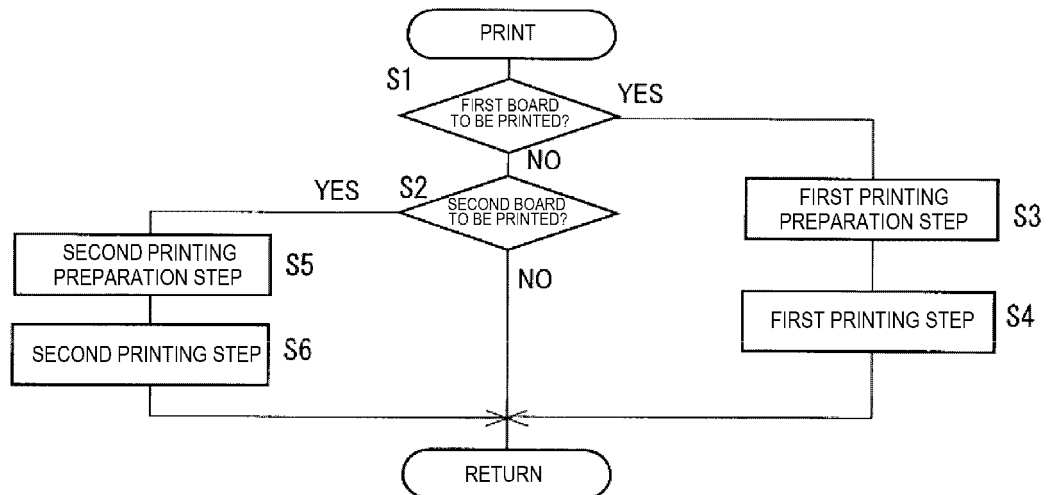 PRINT
S1
FIRST BOARD
TO BE PRINTED?
YES
NO
YES
S2
SECOND BOARD
TO BE PRINTED?
FIRST PRINTING
PREPARATION STEP
S3
SECOND PRINTING
PREPARATION STEP
S5
NO
FIRST PRINTING STEP
S4
SECOND PRINTING STEP
S6
RETURN